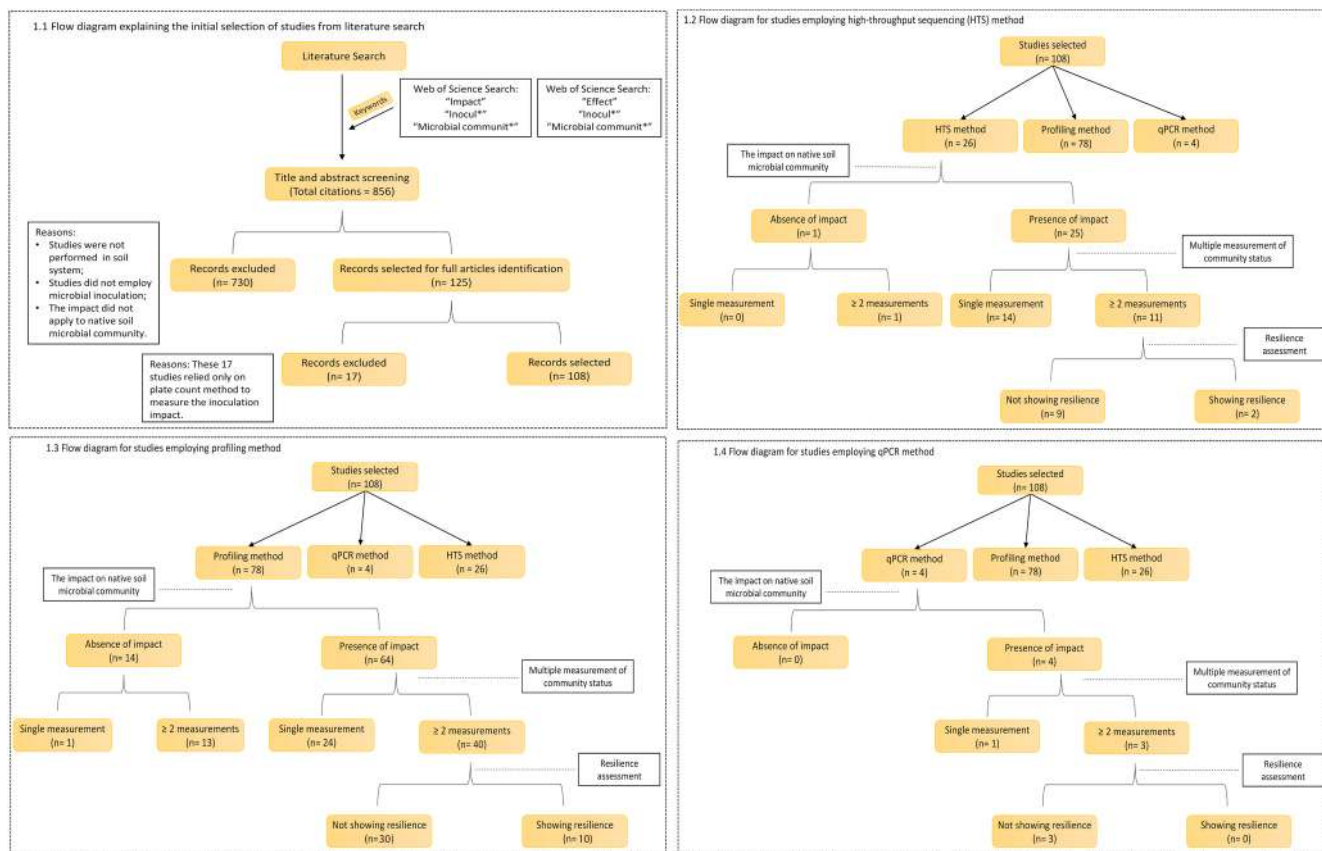 1.1 Flow diagram explaining the initial selection of studies from literature search
Literature Search
Keywords
Web of Science Search:
“Impact”
“Inocul*”
“Microbial communit*”
Web of Science Search:
“Effect”
“Inocul*”
“Microbial communit*”
Title and abstract screening
(Total citations = 856)
Reasons:
• Studies were not
performed in soil
system;
• Studies did not employ
microbial inoculation;
• The impact did not
apply to native soil
microbial community.
Records excluded
(n= 730)
Records selected for full articles identification
(n= 125)
Reasons: These 17
studies relied only on
plate count method to
measure the inoculation
impact.
Records excluded
(n= 17)
Records selected
(n= 108)
1.2 Flow diagram for studies employing high-throughput sequencing (HTS) method
Studies selected
(n= 108)
HTS method
(n = 26)
Profiling method
(n = 78)
qPCR method
(n = 4)
The impact on native soil
microbial community
Absence of impact
(n= 1)
Presence of impact
(n= 25)
Multiple measurement of
community status
Single measurement
(n= 0)
≥ 2 measurements
(n= 1)
Single measurement
(n= 14)
≥ 2 measurements
(n= 11)
Resilience
assessment
Not showing resilience
(n= 9)
Showing resilience
(n= 2)
1.3 Flow diagram for studies employing profiling method
Studies selected
(n= 108)
Profiling method
(n = 78)
qPCR method
(n = 4)
HTS method
(n = 26)
The impact on native soil
microbial community
Absence of impact
(n= 14)
Presence of impact
(n= 64)
Multiple measurement of
community status
Single measurement
(n= 1)
≥ 2 measurements
(n= 13)
Single measurement
(n= 24)
≥ 2 measurements
(n= 40)
Resilience
assessment
Not showing resilience
(n=30)
Showing resilience
(n= 10)
1.4 Flow diagram for studies employing qPCR method
Studies selected
(n= 108)
qPCR method
(n = 4)
Profiling method
(n = 78)
HTS method
(n = 26)
The impact on native soil
microbial community
Absence of impact
(n= 0)
Presence of impact
(n= 4)
Multiple measurement of
community status
Single measurement
(n= 1)
≥ 2 measurements
(n= 3)
Resilience
assessment
Not showing resilience
(n= 3)
Showing resilience
(n= 0)